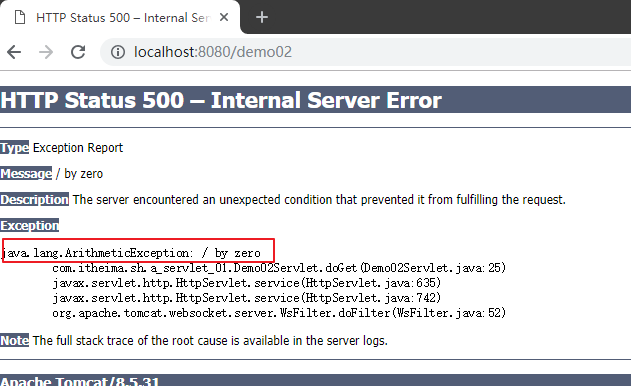 HTTP Status 500 – Internal Serv
localhost:8080/demo02
HTTP Status 500 – Internal Server Error
Type Exception Report
Message / by zero
Description The server encountered an unexpected condition that prevented it from fulfilling the request.
Exception
java.lang.ArithmeticException: / by zero
com.itheima.sh.a_servlet_01.Demo02Servlet.doGet(Demo02Servlet.java:25)
javax.servlet.http.HttpServlet.service(HttpServlet.java:635)
javax.servlet.http.HttpServlet.service(HttpServlet.java:742)
org.apache.tomcat.websocket.server.WsFilter.doFilter(WsFilter.java:52)
Note The full stack trace of the root cause is available in the server logs.
Apache Tomcat/8.5.31